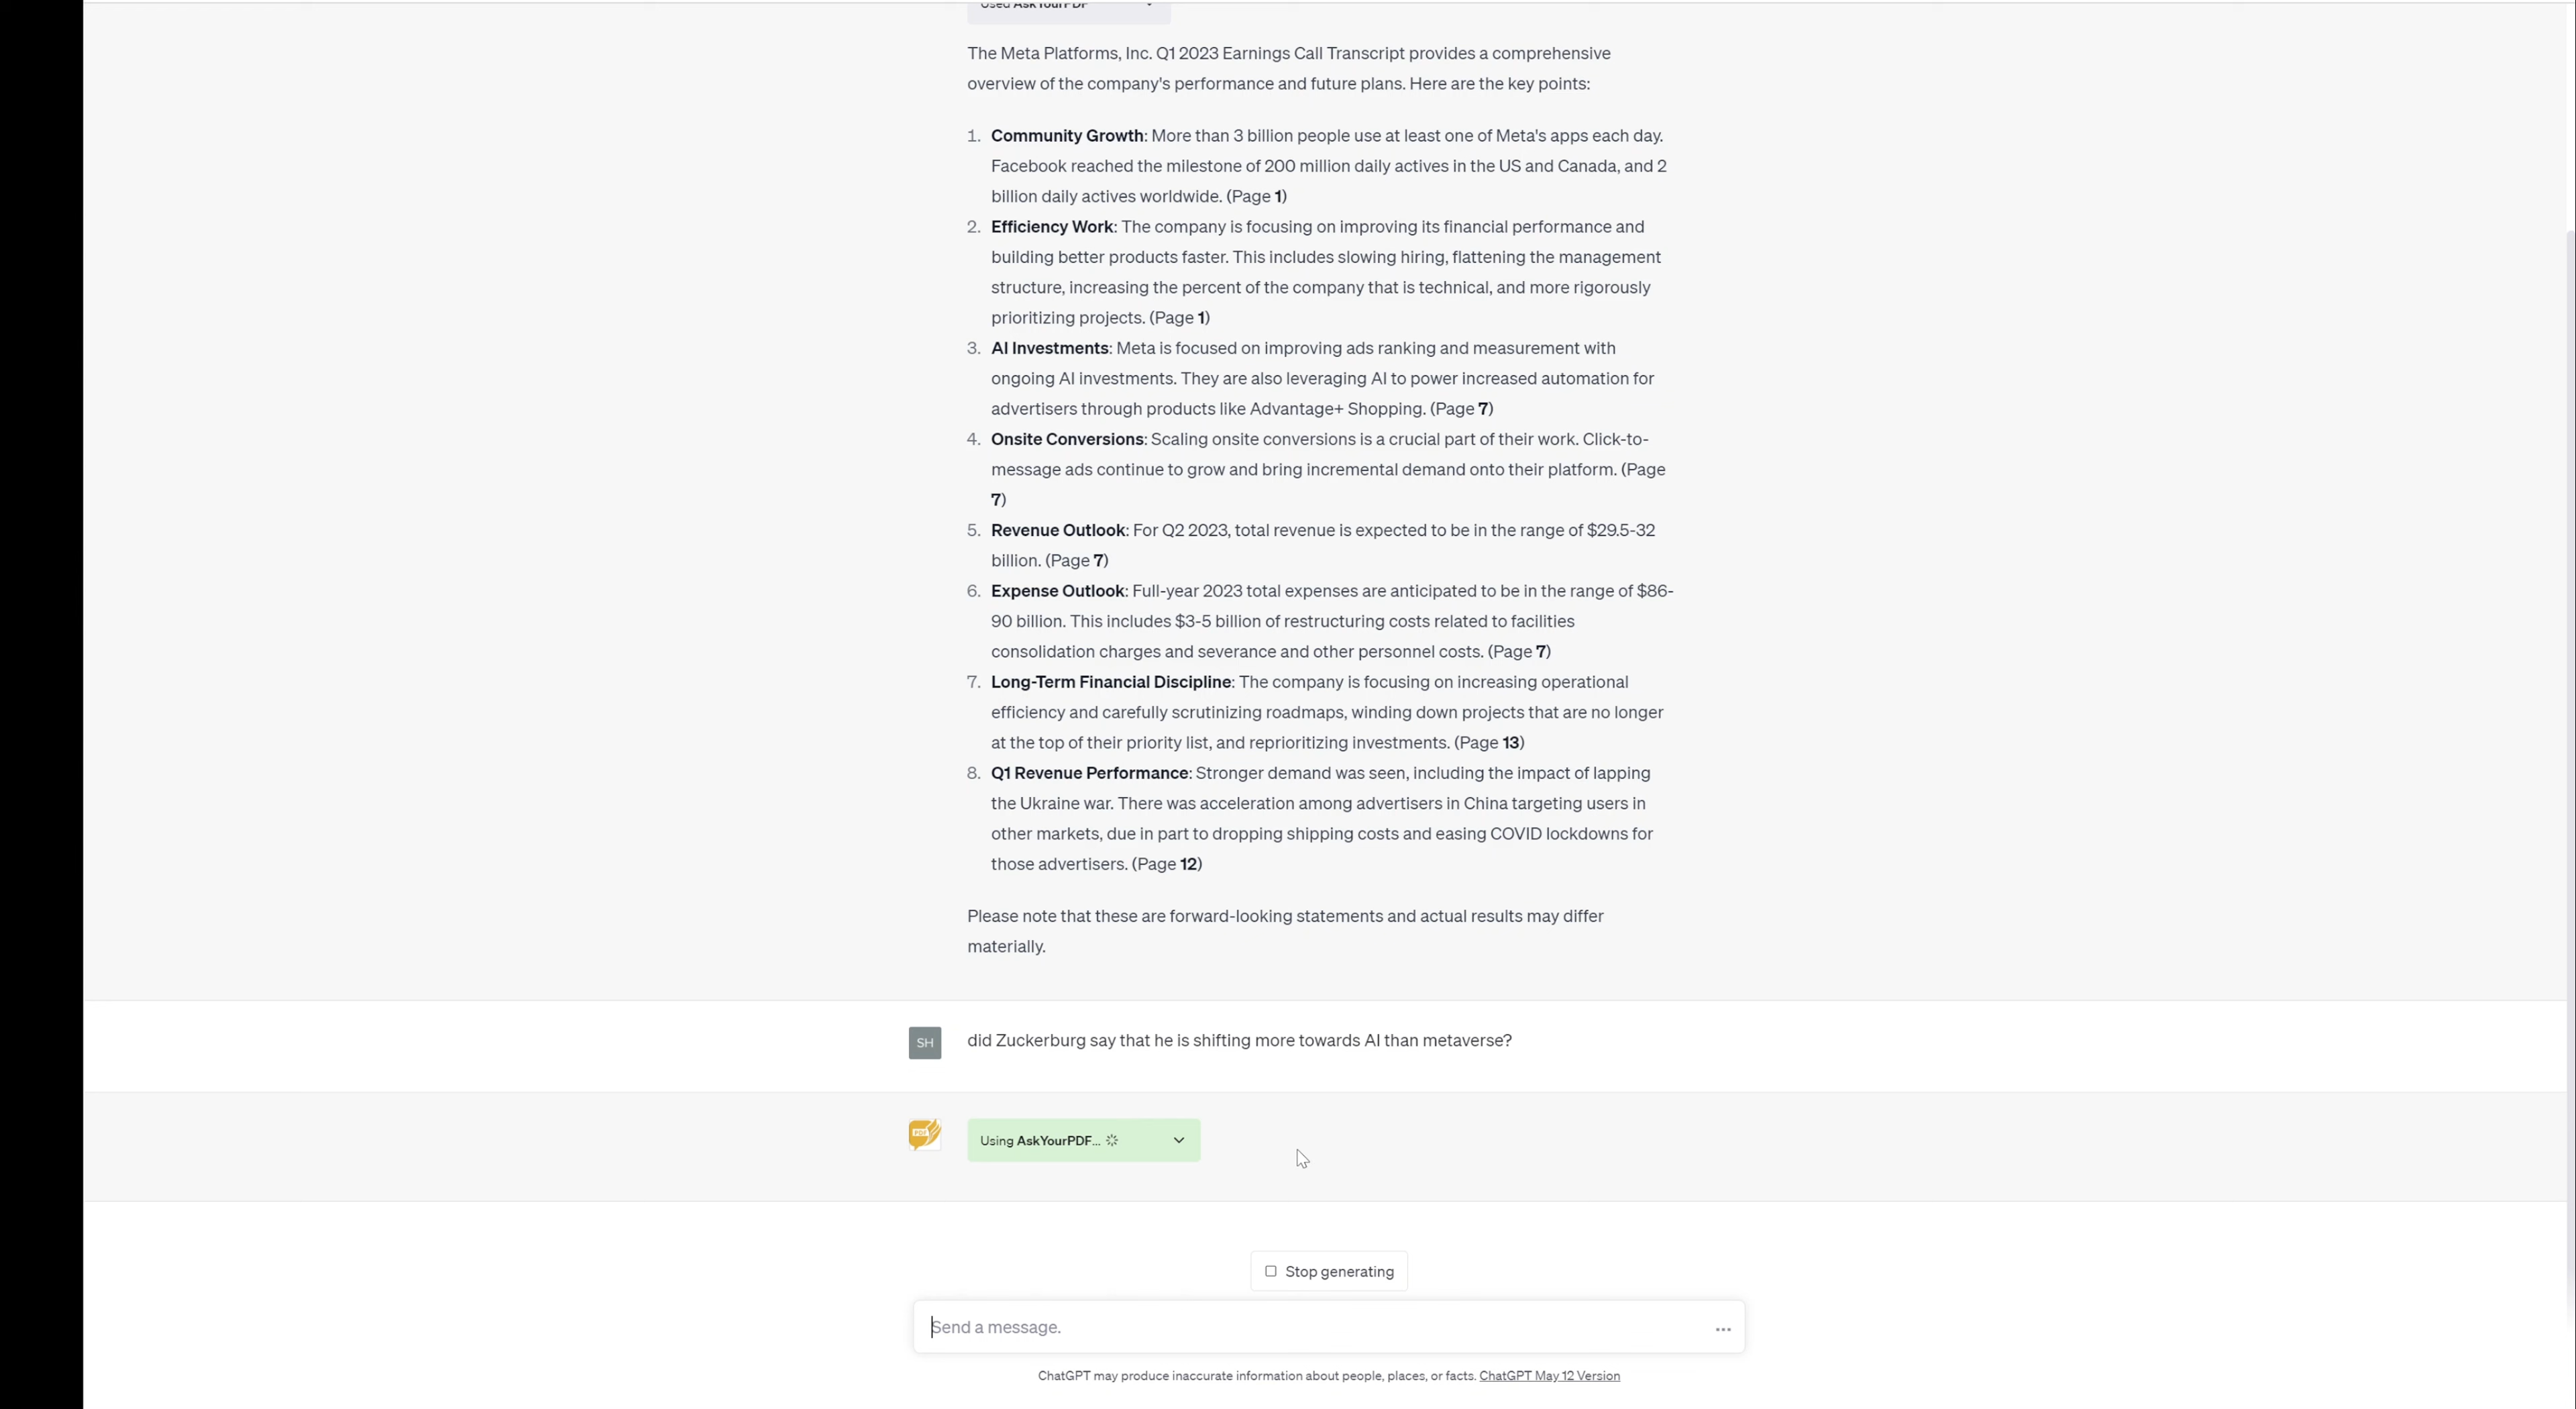 Used AskYourPDF
The Meta Platforms, Inc. Q1 2023 Earnings Call Transcript provides a comprehensive
overview of the company's performance and future plans. Here are the key points:
1. Community Growth: More than 3 billion people use at least one of Meta's apps each day.
Facebook reached the milestone of 200 million daily actives in the US and Canada, and 2
billion daily actives worldwide. (Page 1)
2. Efficiency Work: The company is focusing on improving its financial performance and
building better products faster. This includes slowing hiring, flattening the management
structure, increasing the percent of the company that is technical, and more rigorously
prioritizing projects. (Page 1)
3. AI Investments: Meta is focused on improving ads ranking and measurement with
ongoing AI investments. They are also leveraging AI to power increased automation for
advertisers through products like Advantage+ Shopping. (Page 7)
4. Onsite Conversions: Scaling onsite conversions is a crucial part of their work. Click-to-
message ads continue to grow and bring incremental demand onto their platform. (Page
7)
5. Revenue Outlook: For Q2 2023, total revenue is expected to be in the range of $29.5-32
billion. (Page 7)
6. Expense Outlook: Full-year 2023 total expenses are anticipated to be in the range of $86-
90 billion. This includes $3-5 billion of restructuring costs related to facilities
consolidation charges and severance and other personnel costs. (Page 7)
7. Long-Term Financial Discipline: The company is focusing on increasing operational
efficiency and carefully scrutinizing roadmaps, winding down projects that are no longer
at the top of their priority list, and reprioritizing investments. (Page 13)
8. Q1 Revenue Performance: Stronger demand was seen, including the impact of lapping
the Ukraine war. There was acceleration among advertisers in China targeting users in
other markets, due in part to dropping shipping costs and easing COVID lockdowns for
those advertisers. (Page 12)
Please note that these are forward-looking statements and actual results may differ
materially.
SH
did Zuckerburg say that he is shifting more towards AI than metaverse?
PDF
Using AskYourPDF...
Stop generating
Send a message.
ChatGPT may produce inaccurate information about people, places, or facts. ChatGPT May 12 Version